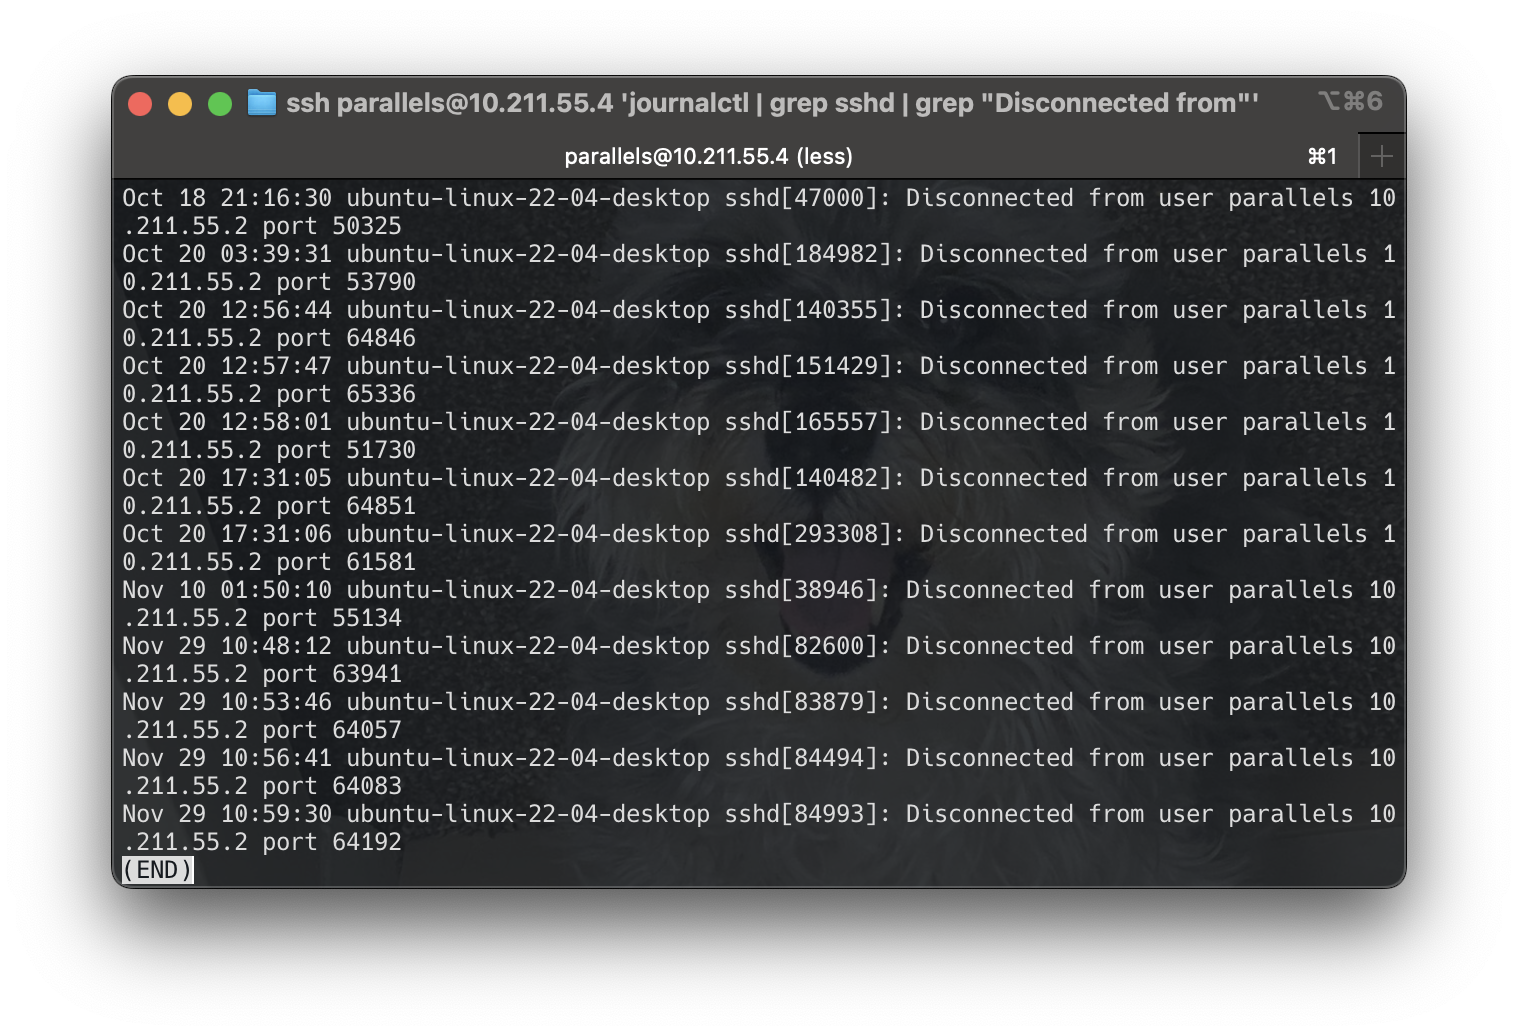 ssh parallels@10.211.55.4 'journalctl | grep sshd | grep "Disconnected from"' ⌥⌘6
parallels@10.211.55.4 (less) ⌘1
Oct 18 21:16:30 ubuntu-linux-22-04-desktop sshd[47000]: Disconnected from user parallels 10
.211.55.2 port 50325
Oct 20 03:39:31 ubuntu-linux-22-04-desktop sshd[184982]: Disconnected from user parallels 1
0.211.55.2 port 53790
Oct 20 12:56:44 ubuntu-linux-22-04-desktop sshd[140355]: Disconnected from user parallels 1
0.211.55.2 port 64846
Oct 20 12:57:47 ubuntu-linux-22-04-desktop sshd[151429]: Disconnected from user parallels 1
0.211.55.2 port 65336
Oct 20 12:58:01 ubuntu-linux-22-04-desktop sshd[165557]: Disconnected from user parallels 1
0.211.55.2 port 51730
Oct 20 17:31:05 ubuntu-linux-22-04-desktop sshd[140482]: Disconnected from user parallels 1
0.211.55.2 port 64851
Oct 20 17:31:06 ubuntu-linux-22-04-desktop sshd[293308]: Disconnected from user parallels 1
0.211.55.2 port 61581
Nov 10 01:50:10 ubuntu-linux-22-04-desktop sshd[38946]: Disconnected from user parallels 10
.211.55.2 port 55134
Nov 29 10:48:12 ubuntu-linux-22-04-desktop sshd[82600]: Disconnected from user parallels 10
.211.55.2 port 63941
Nov 29 10:53:46 ubuntu-linux-22-04-desktop sshd[83879]: Disconnected from user parallels 10
.211.55.2 port 64057
Nov 29 10:56:41 ubuntu-linux-22-04-desktop sshd[84494]: Disconnected from user parallels 10
.211.55.2 port 64083
Nov 29 10:59:30 ubuntu-linux-22-04-desktop sshd[84993]: Disconnected from user parallels 10
.211.55.2 port 64192
(END)